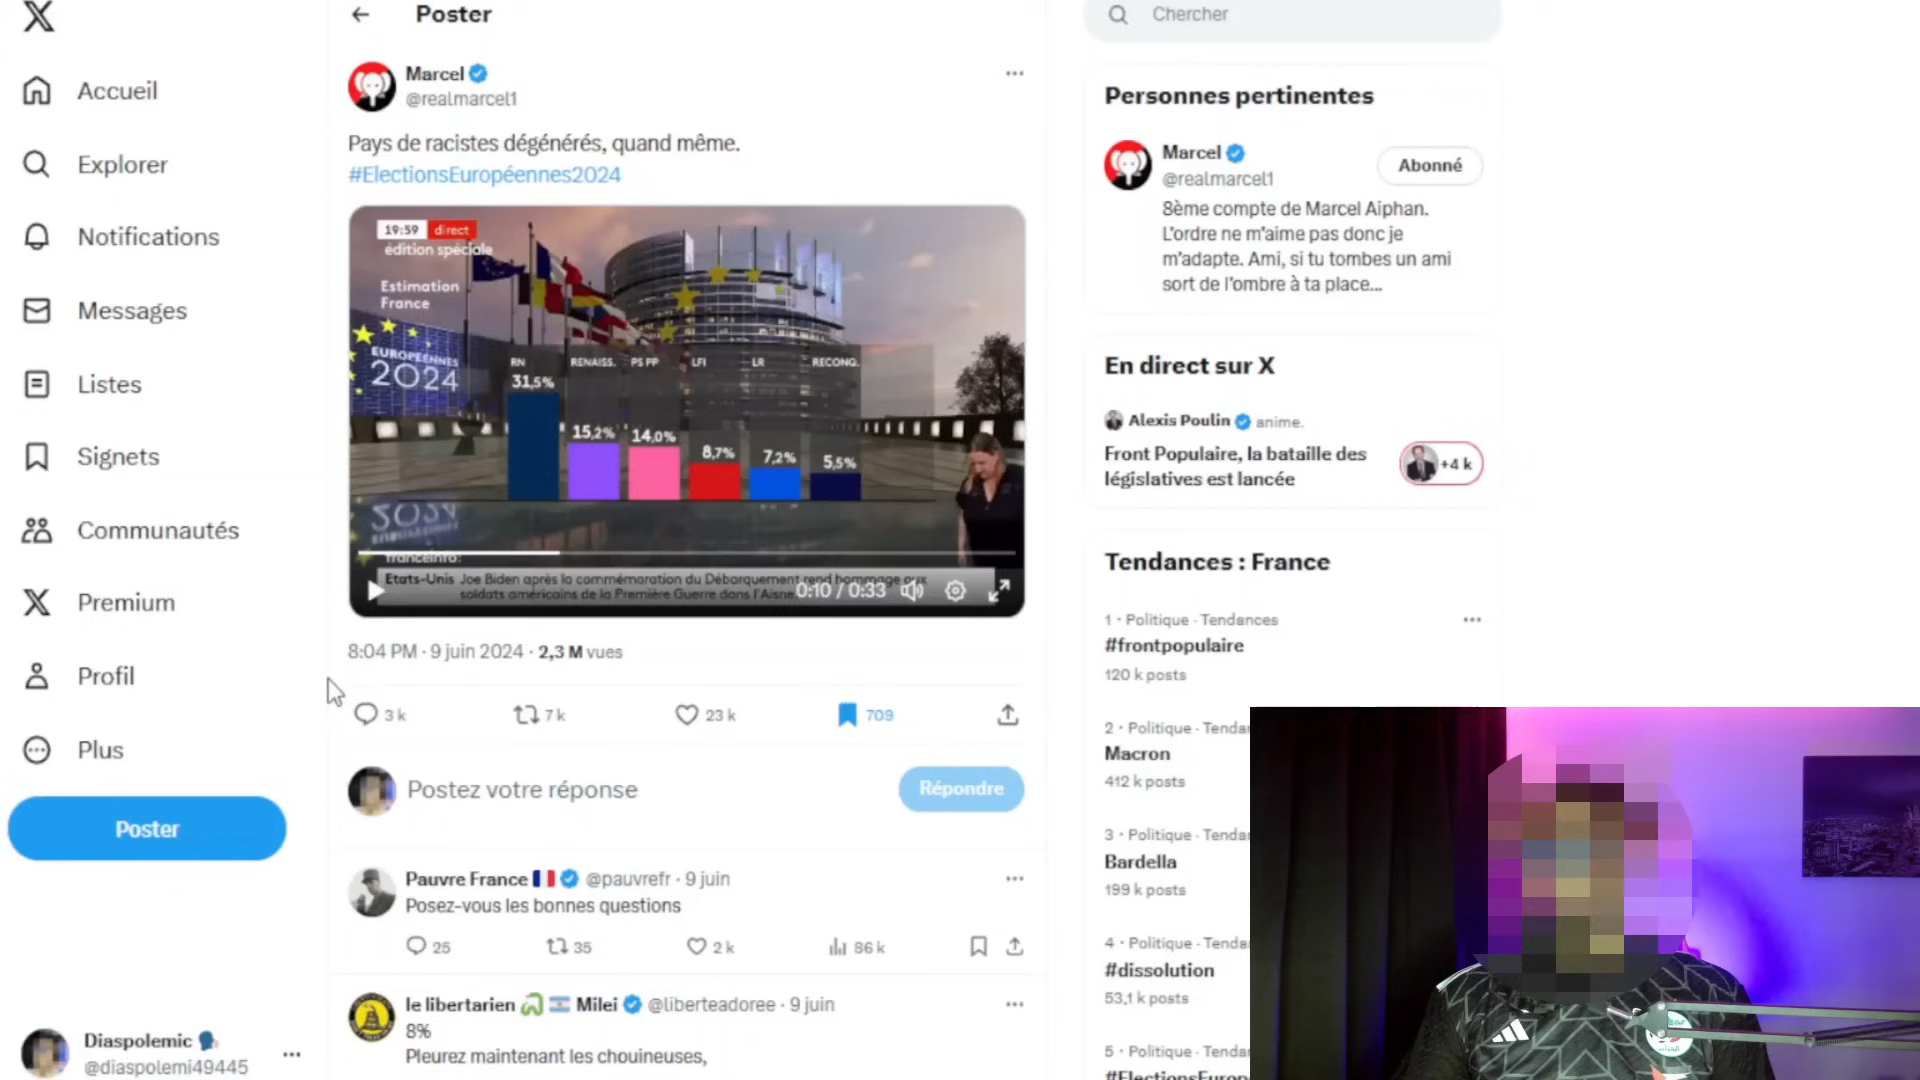 Accueil
Explorer
Notifications
Messages
Listes
Signets
Communautés
Premium
Profil
Plus
Poster
Diaspolemic
@diaspolemi49445
Poster
Marcel
@realmarcel1
Pays de racistes dégénérés, quand même.
#ElectionsEuropéennes2024
19:59 direct
édition spéciale
Estimation
France
EUROPÉENNES
2024
RN
31,5%
RENAISS.
15,2%
PS PP
14,0%
LFI
8,7%
LR
7,2%
RECONQ.
5,5%
franceinfo:
Etats-Unis Joe Biden après la commémoration du Débarquement rend hommage aux
soldats américains de la Première Guerre dans l'Aisne
0:10 / 0:33
8:04 PM · 9 juin 2024 · 2,3 M vues
3 k
7 k
23 k
709
Postez votre réponse
Répondre
Pauvre France @pauvrefr · 9 juin
Posez-vous les bonnes questions
25
35
2 k
86 k
le libertarien Milei @liberteadoree · 9 juin
8%
Pleurez maintenant les chouineuses,
Chercher
Personnes pertinentes
Marcel
@realmarcel1
Abonné
8ème compte de Marcel Aiphan.
L'ordre ne m'aime pas donc je
m'adapte. Ami, si tu tombes un ami
sort de l'ombre à ta place...
En direct sur X
Alexis Poulin anime.
Front Populaire, la bataille des
législatives est lancée
+4 k
Tendances : France
1 · Politique · Tendances
#frontpopulaire
120 k posts
2 · Politique · Tendan
Macron
412 k posts
3 · Politique · Tendan
Bardella
199 k posts
4 · Politique · Tendan
#dissolution
53,1 k posts
5 · Politique · Tendan
#ElectionsEurop